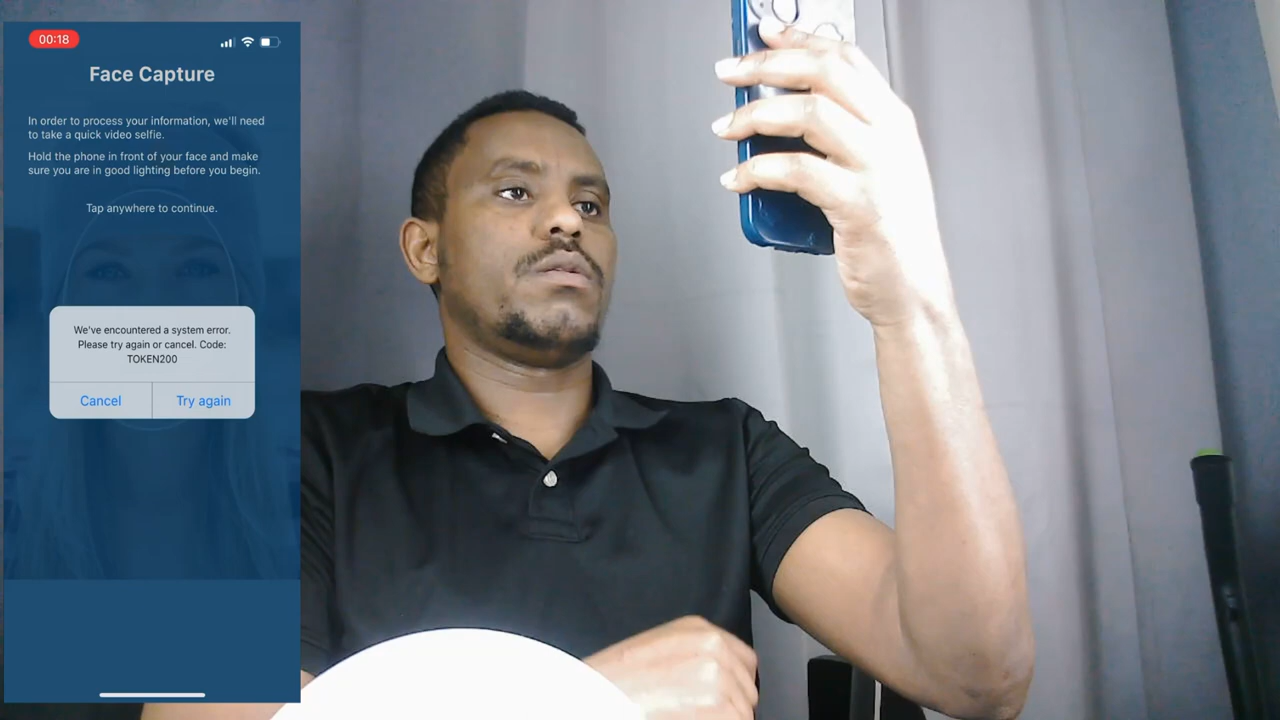 00:18
Face Capture
In order to process your information, we'll need
to take a quick video selfie.
Hold the phone in front of your face and make
sure you are in good lighting before you begin.
Tap anywhere to continue.
We've encountered a system error.
Please try again or cancel. Code:
TOKEN200
Cancel
Try again